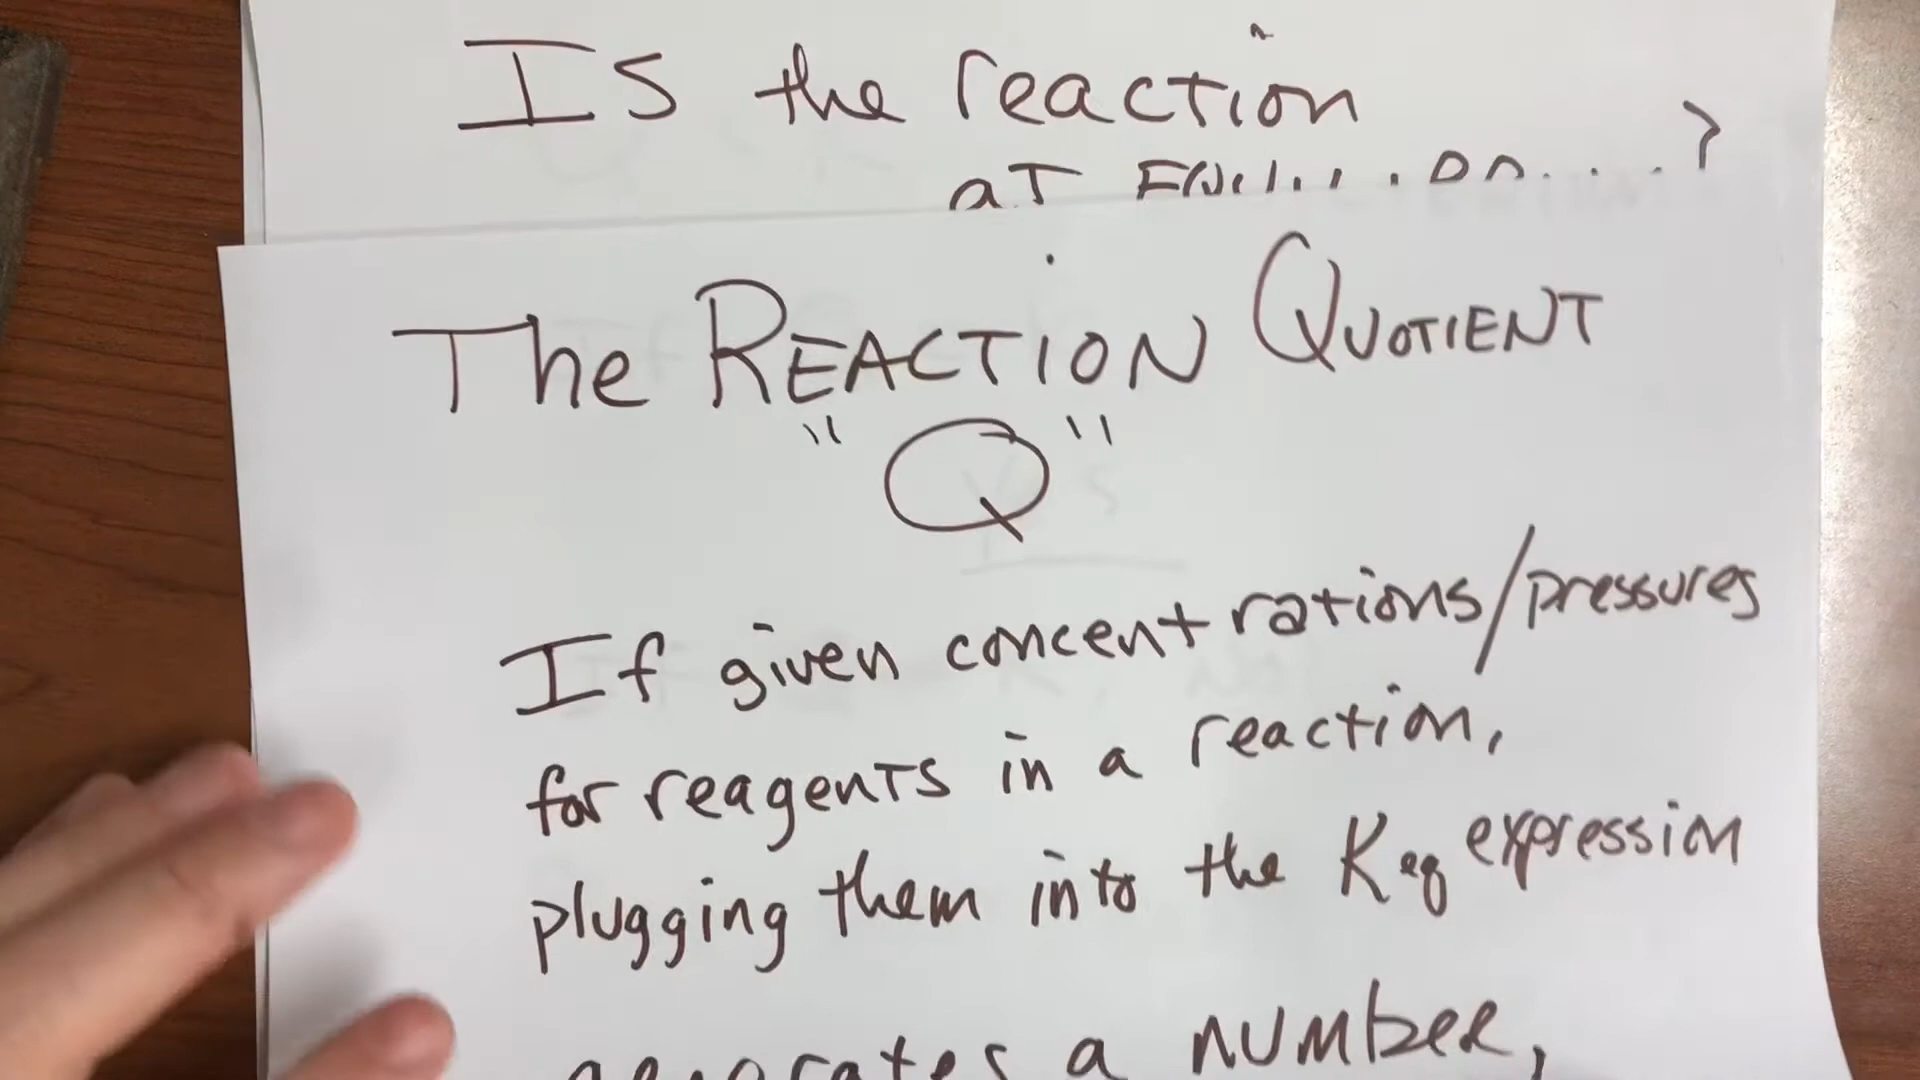 Is the reaction
at
The REACTION QUOTIENT
"Q"
If given concentrations/pressures
for reagents in a reaction,
plugging them into the Keq expression
a number,